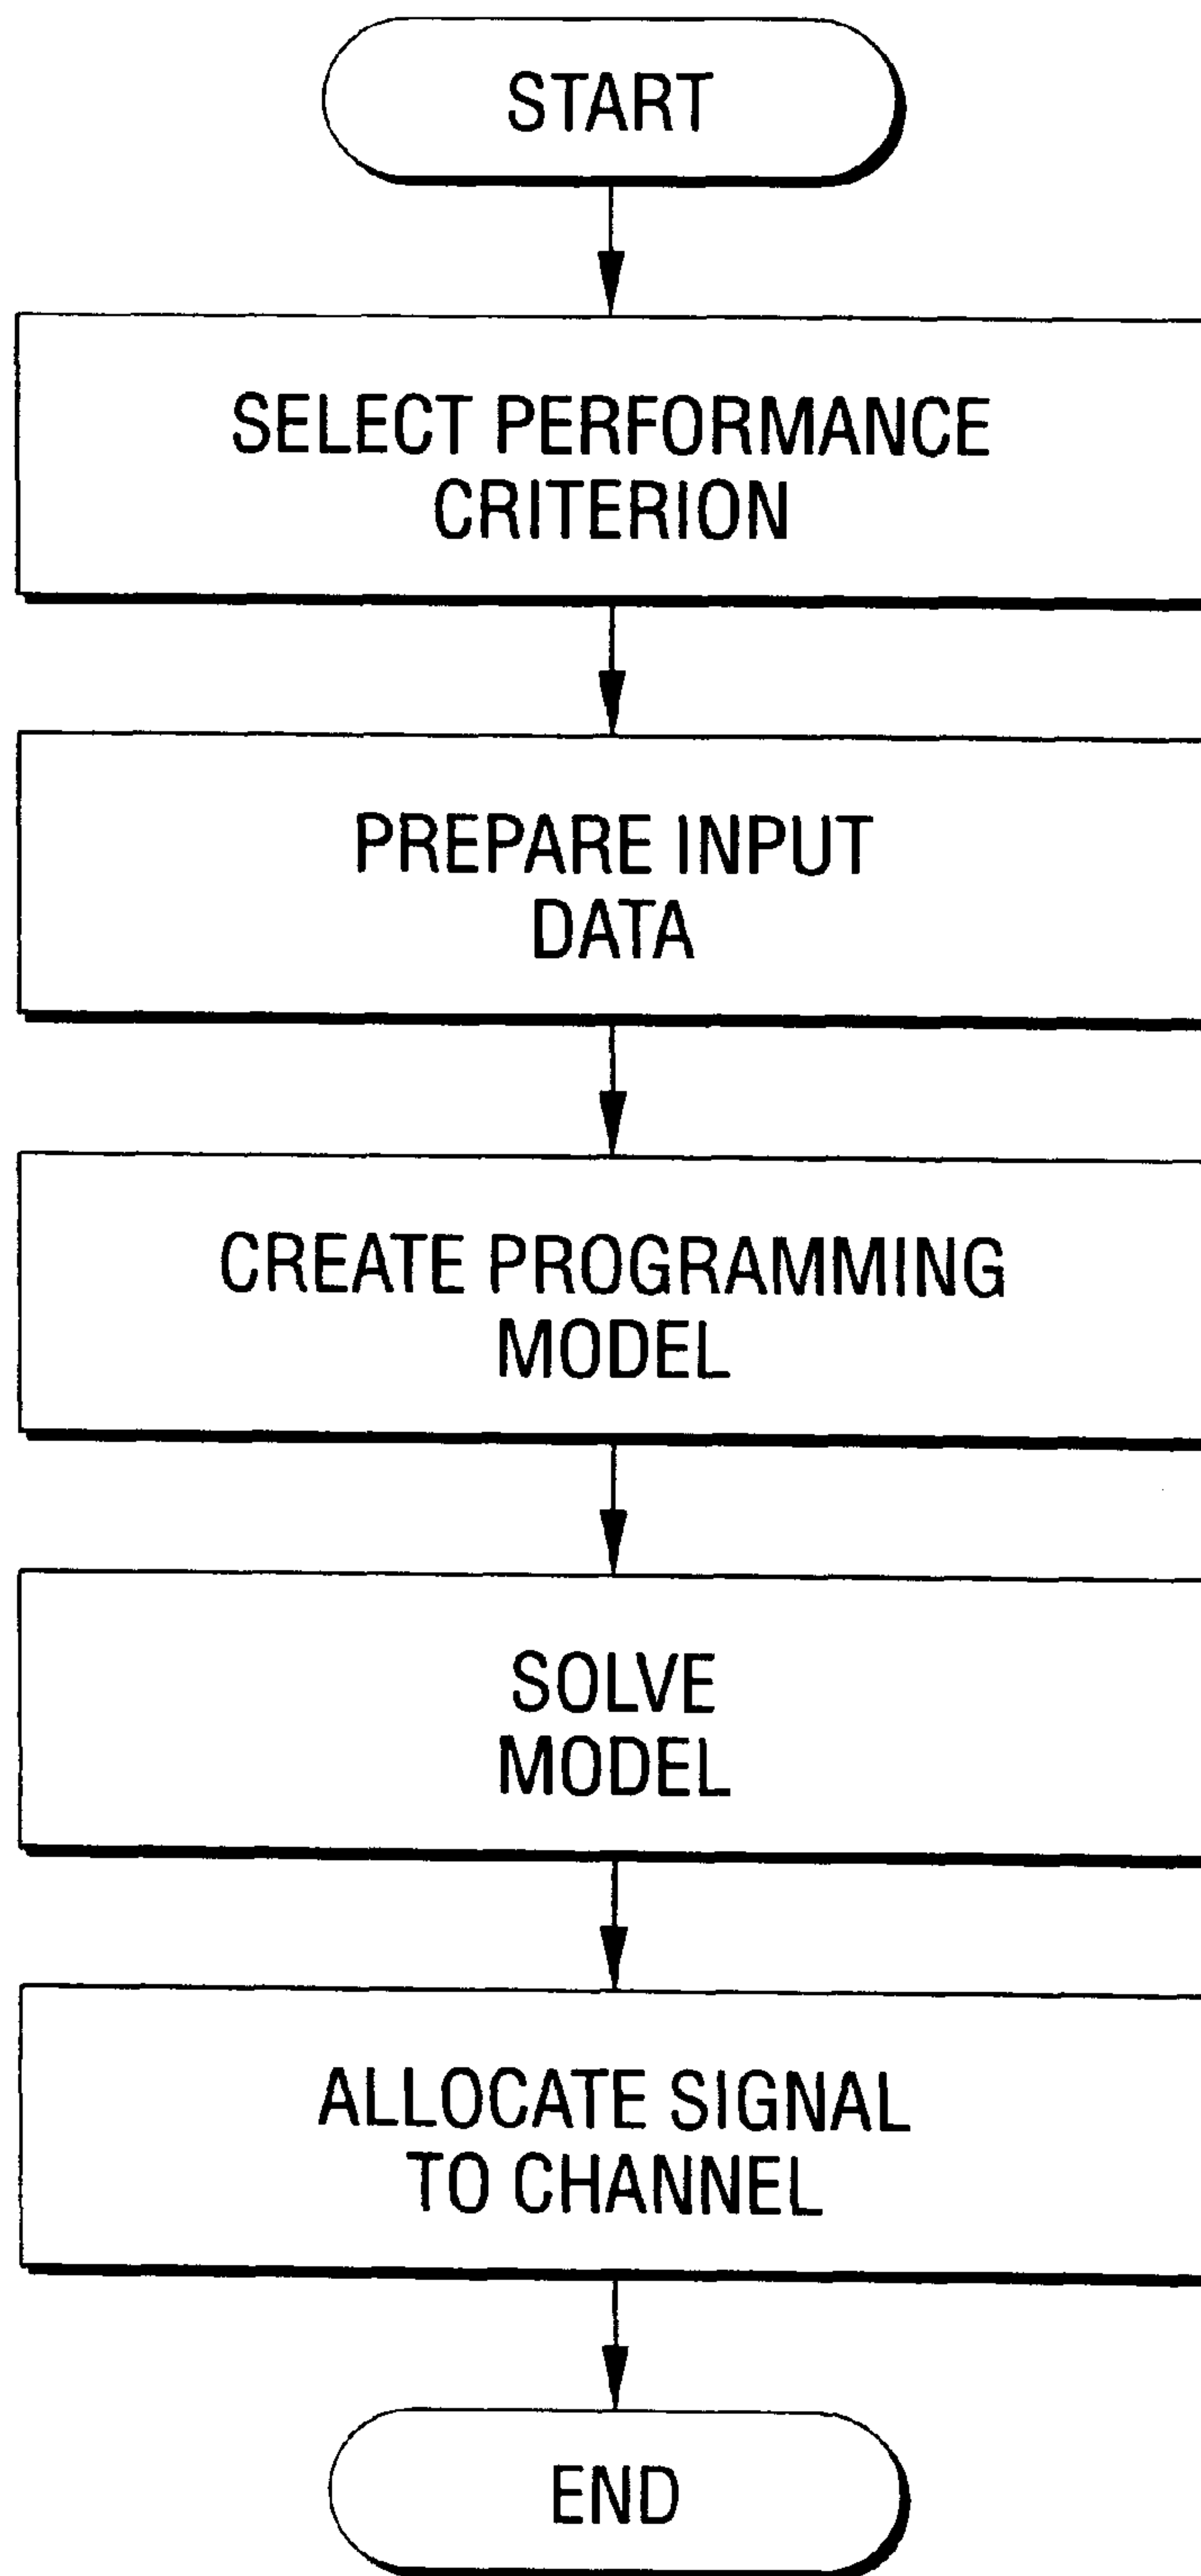 START
SELECT PERFORMANCE
CRITERION
PREPARE INPUT
DATA
CREATE PROGRAMMING
MODEL
SOLVE
MODEL
ALLOCATE SIGNAL
TO CHANNEL
END